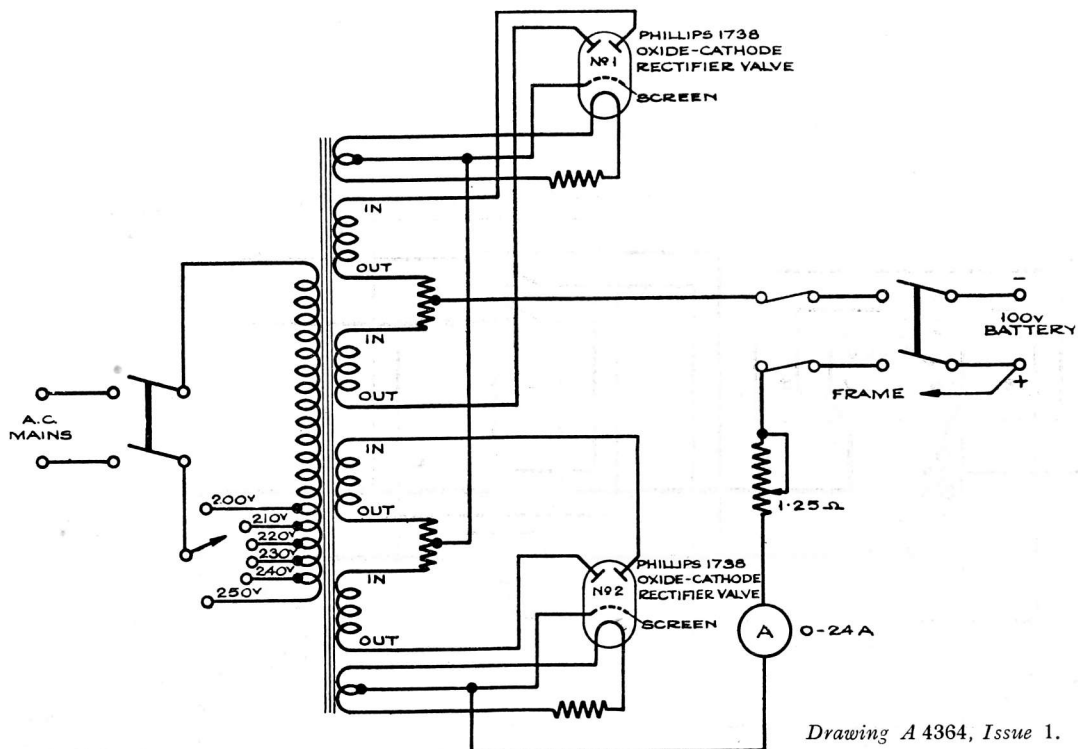 PHILLIPS 1738
OXIDE-CATHODE
RECTIFIER VALVE
Nº1
SCREEN
IN
OUT
IN
OUT
-
100V
BATTERY
+
FRAME
A.C.
MAINS
IN
200V
210V
220V
230V
240V
250V
OUT
IN
OUT
1·25Ω
PHILLIPS 1738
OXIDE-CATHODE
RECTIFIER VALVE
Nº2
SCREEN
A
0-24A
Drawing A 4364, Issue 1.